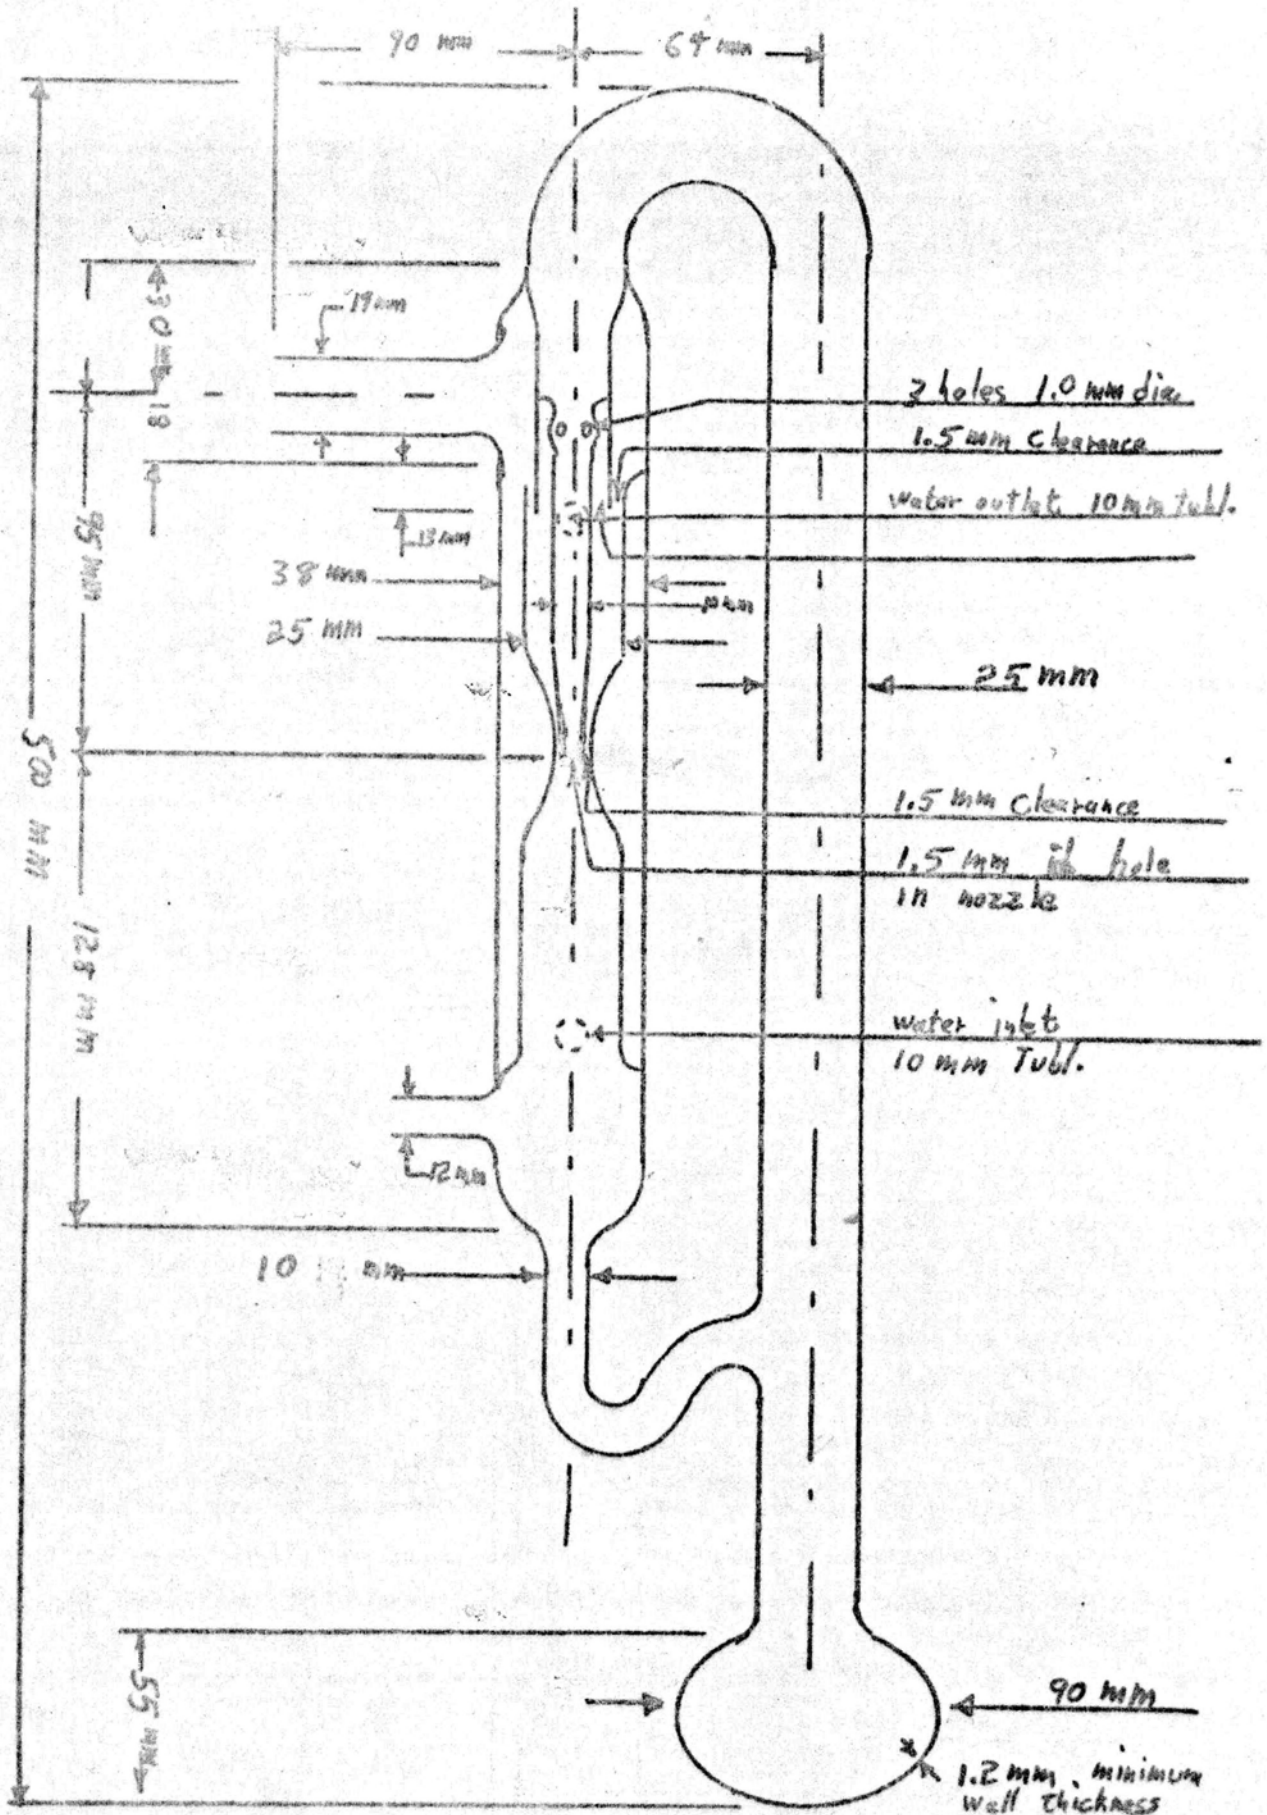 90 mm
64 mm
19 mm
30
18
3 holes 1.0 mm dia.
1.5 mm Clearance
water outlet 10 mm Tubl.
13 mm
95 mm
38 mm
25 mm
25 mm
500 mm
1.5 mm Clearance
1.5 mm hole
in nozzle
128 mm
water inlet
10 mm Tubl.
12 mm
10 mm
55 mm
90 mm
1.2 mm. minimum
wall thickness